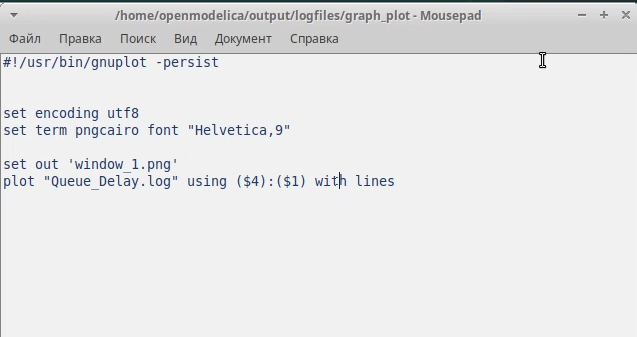 /home/openmodelica/output/logfiles/graph_plot - Mousepad
Файл Правка Поиск Вид Документ Справка
#!/usr/bin/gnuplot -persist
set encoding utf8
set term pngcairo font "Helvetica,9"
set out 'window_1.png'
plot "Queue_Delay.log" using ($4):($1) with lines